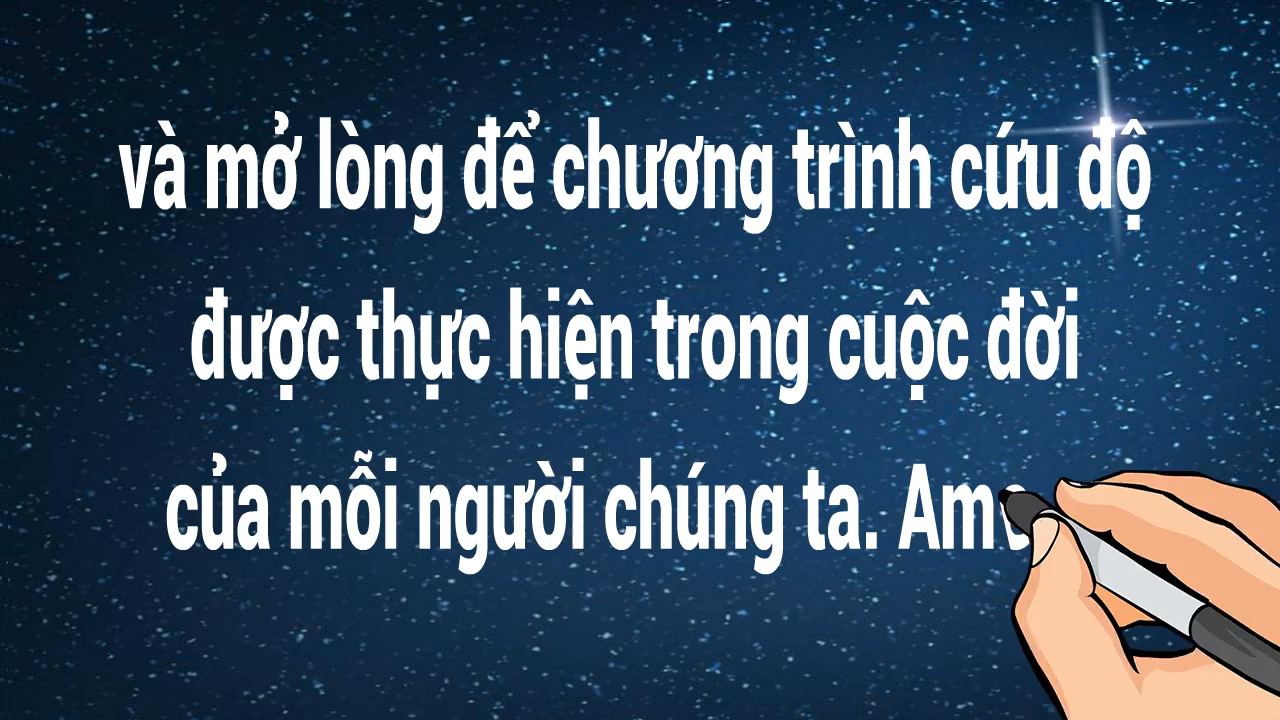 và mở lòng để chương trình cứu độ
được thực hiện trong cuộc đời
của mỗi người chúng ta.